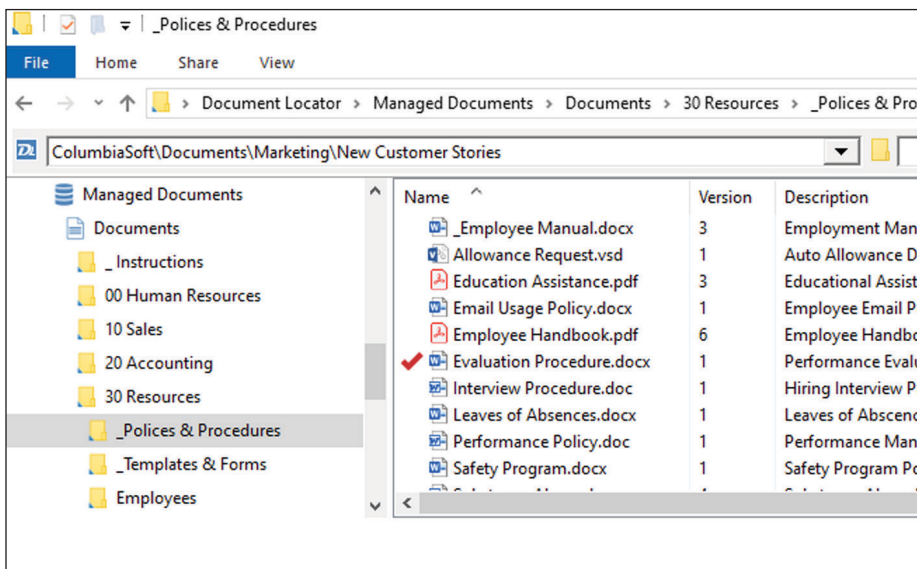 _Polices & Procedures
File Home Share View
Document Locator > Managed Documents > Documents > 30 Resources > _Polices & Pro
ColumbiaSoft\Documents\Marketing\New Customer Stories
Managed Documents
Documents
_ Instructions
00 Human Resources
10 Sales
20 Accounting
30 Resources
_Polices & Procedures
_Templates & Forms
Employees
Name Version Description
_Employee Manual.docx 3 Employment Man
Allowance Request.vsd 1 Auto Allowance D
Education Assistance.pdf 3 Educational Assist
Email Usage Policy.docx 1 Employee Email P
Employee Handbook.pdf 6 Employee Handbo
Evaluation Procedure.docx 1 Performance Evalu
Interview Procedure.doc 1 Hiring Interview P
Leaves of Absences.docx 1 Leaves of Abscenc
Performance Policy.doc 1 Performance Man
Safety Program.docx 1 Safety Program Po